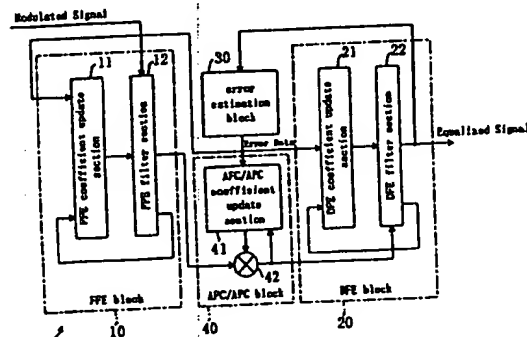 Modulated Signal
11
12
30
21
22
FFE coefficient update section
FFE filter section
error estimation block
Error Data
DFE coefficient update section
DFE filter section
Equalized Signal
AFC/APC coefficient update section
41
42
FFE block
10
APC/APC block
40
DFE block
20